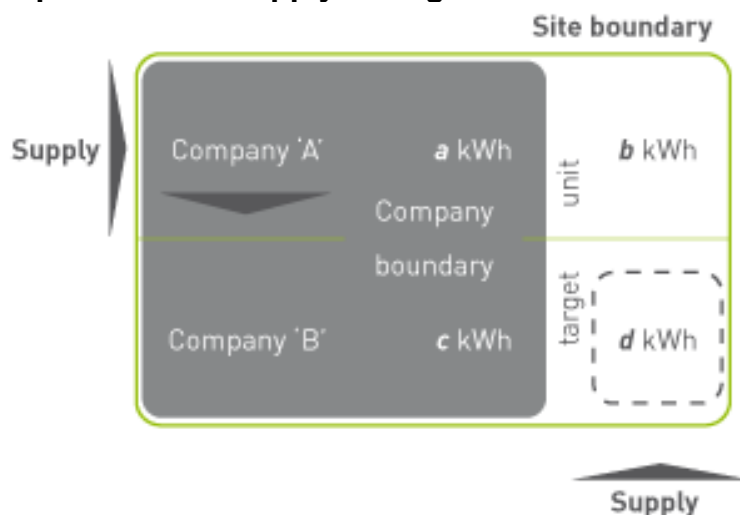 Site boundary
Supply
Company 'A'
a kWh
b kWh
unit
Company
boundary
target
Company 'B'
c kWh
d kWh
Supply